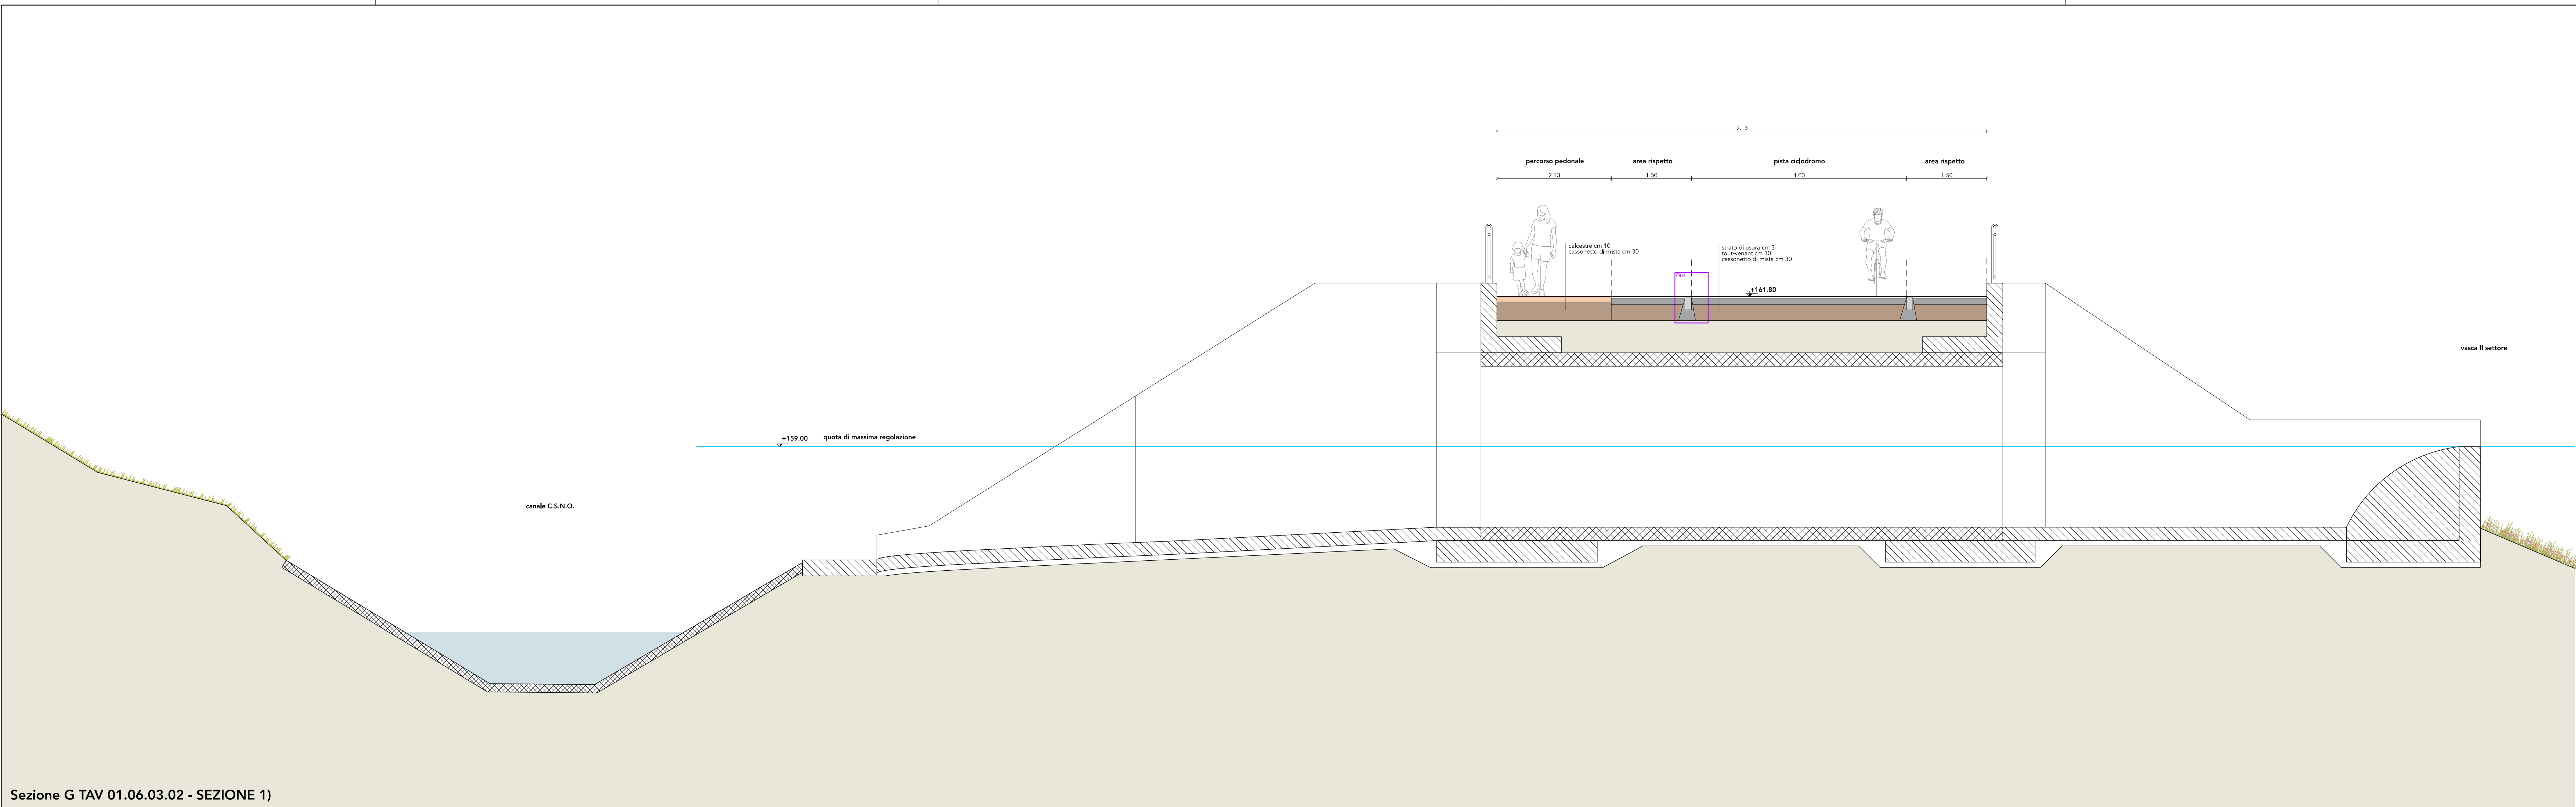 9.13
percorso pedonale
area rispetto
pista ciclodromo
area rispetto
2.13
1.50
4.00
1.50
calcestre cm 10
cassonetto di mista cm 30
strato di usura cm 3
tout-venant cm 10
cassonetto di mista cm 30
D04
+161.80
vasca II settore
+159.00
quota di massima regolazione
canale C.S.N.O.
Sezione G TAV 01.06.03.02 - SEZIONE 1)